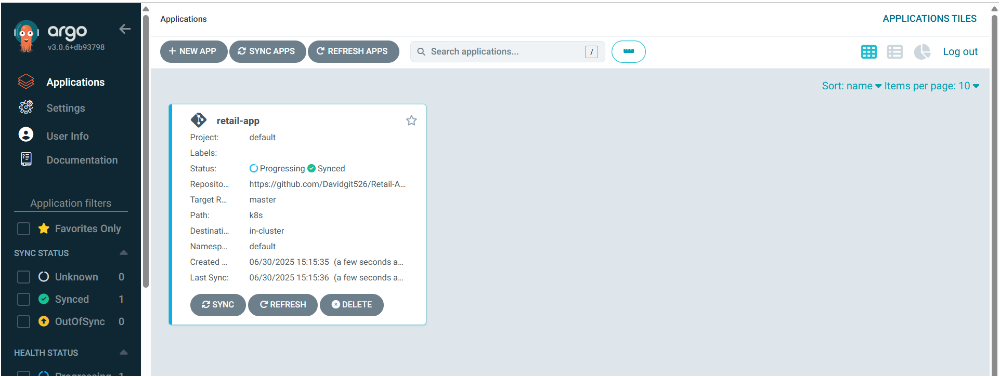 argo
v3.0.6+db93798
Applications
Settings
User Info
Documentation
Application filters
Favorites Only
SYNC STATUS
Unknown 0
Synced 1
OutOfSync 0
HEALTH STATUS
Progressing 1
Applications
APPLICATIONS TILES
+ NEW APP SYNC APPS REFRESH APPS Search applications... / Log out
Sort: name Items per page: 10
retail-app
Project: default
Labels:
Status: Progressing Synced
Reposito... https://github.com/Davidgit526/Retail-A...
Target R... master
Path: k8s
Destinati... in-cluster
Namesp... default
Created ... 06/30/2025 15:15:35 (a few seconds a...
Last Sync: 06/30/2025 15:15:36 (a few seconds a...
SYNC REFRESH DELETE